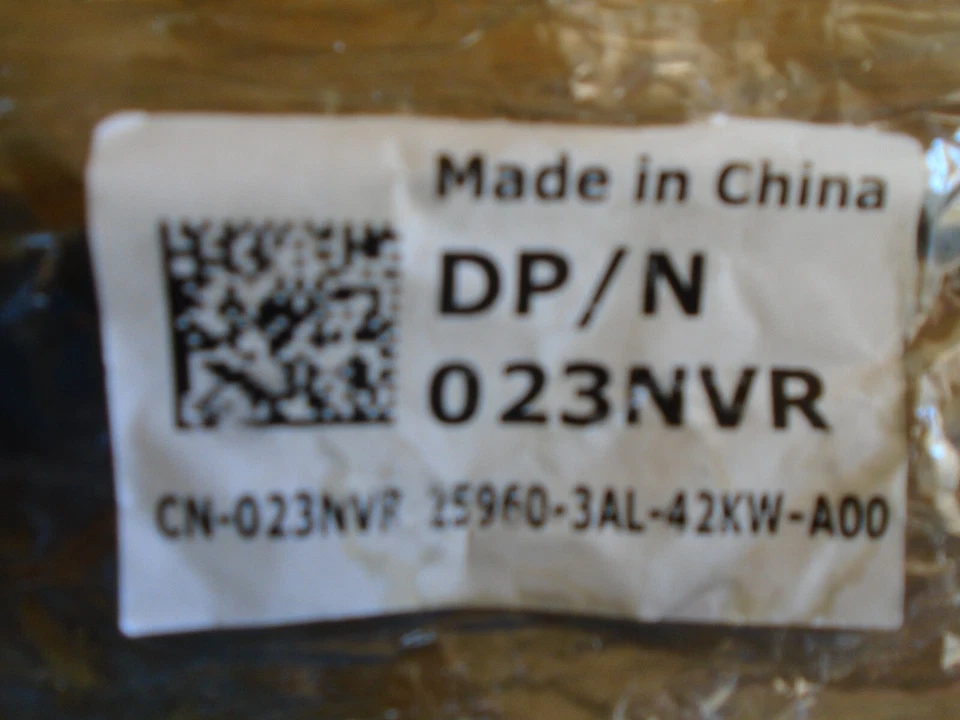 Made in China
DP/N
023NVR
CN-023NVR 25960-3AL-42KW-A00